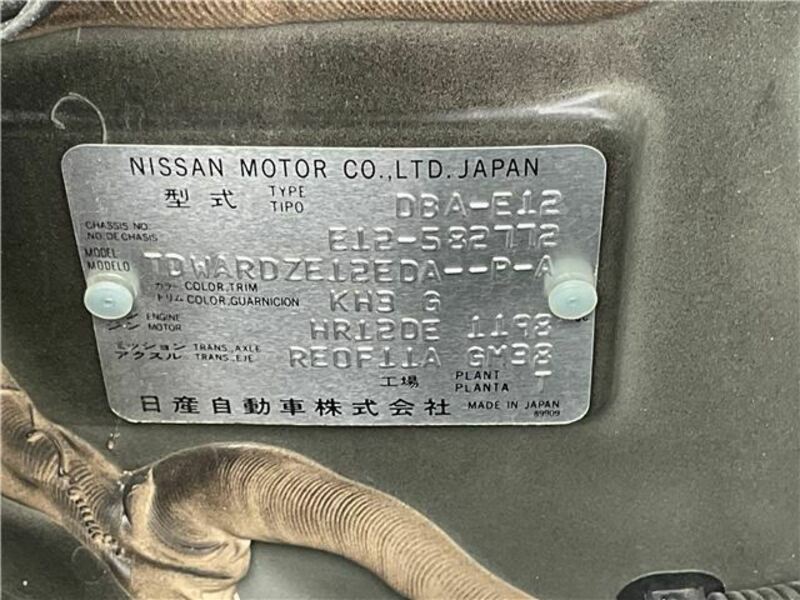 NISSAN MOTOR CO.,LTD.JAPAN
型式 TYPE TIPO DBA-E12
CHASSIS NO. NO.DE CHASIS E12-582772
MODEL MODELO TDWARDZE12EDA--P-A
カラー COLOR,TRIM
トリム COLOR,GUARNICION KH3 G
ENGINE MOTOR HR12DE 1198
ミッション TRANS.,AXLE
アクスル TRANS.,EJE RE0F11A GM38
工場 PLANT PLANTA T
日産自動車株式会社 MADE IN JAPAN
89909